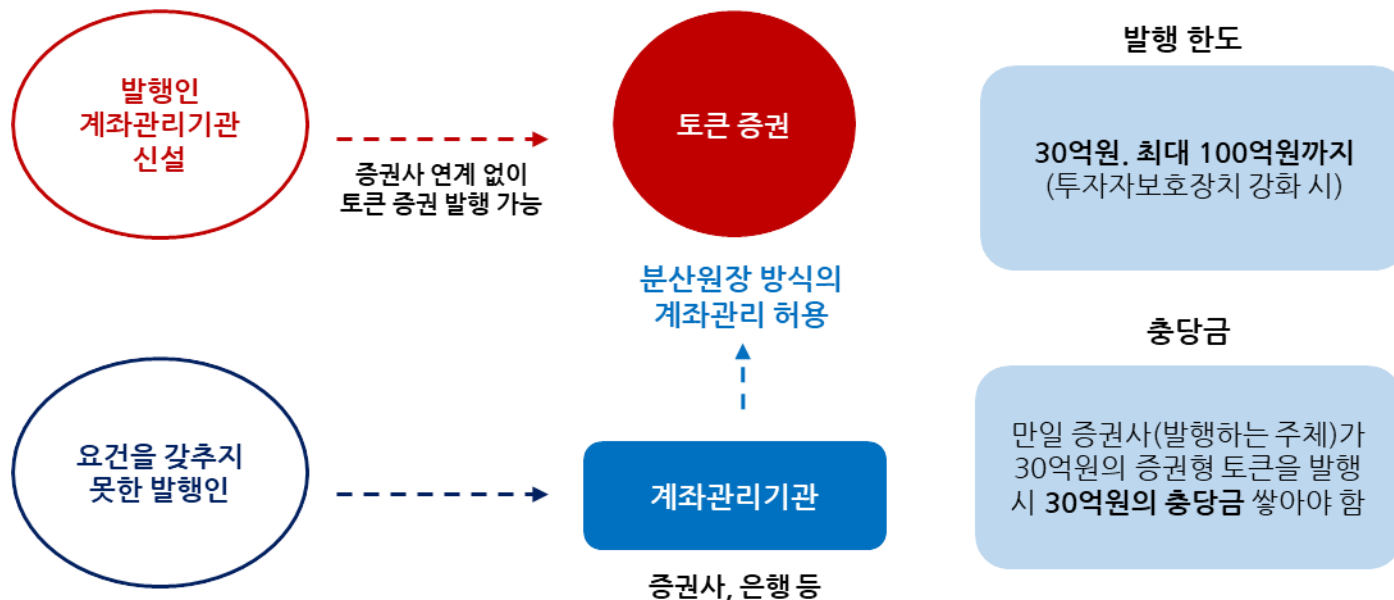 발행인
계좌관리기관
신설
증권사 연계 없이
토큰 증권 발행 가능
토큰 증권
분산원장 방식의
계좌관리 허용
요건을 갖추지
못한 발행인
계좌관리기관
증권사, 은행 등
발행 한도
30억원. 최대 100억원까지
(투자자보호장치 강화 시)
충당금
만일 증권사(발행하는 주체)가
30억원의 증권형 토큰을 발행
시 30억원의 충당금 쌓아야 함